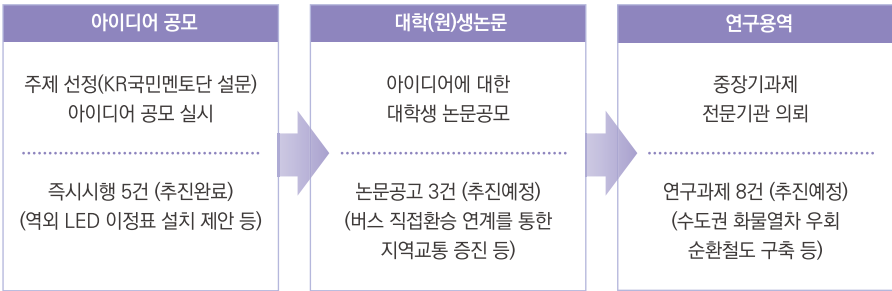 아이디어 공모
주제 선정(KR국민멘토단 설문)
아이디어 공모 실시
즉시시행 5건 (추진완료)
(역외 LED 이정표 설치 제안 등)
대학(원)생논문
아이디어에 대한
대학생 논문공모
논문공고 3건 (추진예정)
(버스 직접환승 연계를 통한
지역교통 증진 등)
연구용역
중장기과제
전문기관 의뢰
연구과제 8건 (추진예정)
(수도권 화물열차 우회
순환철도 구축 등)